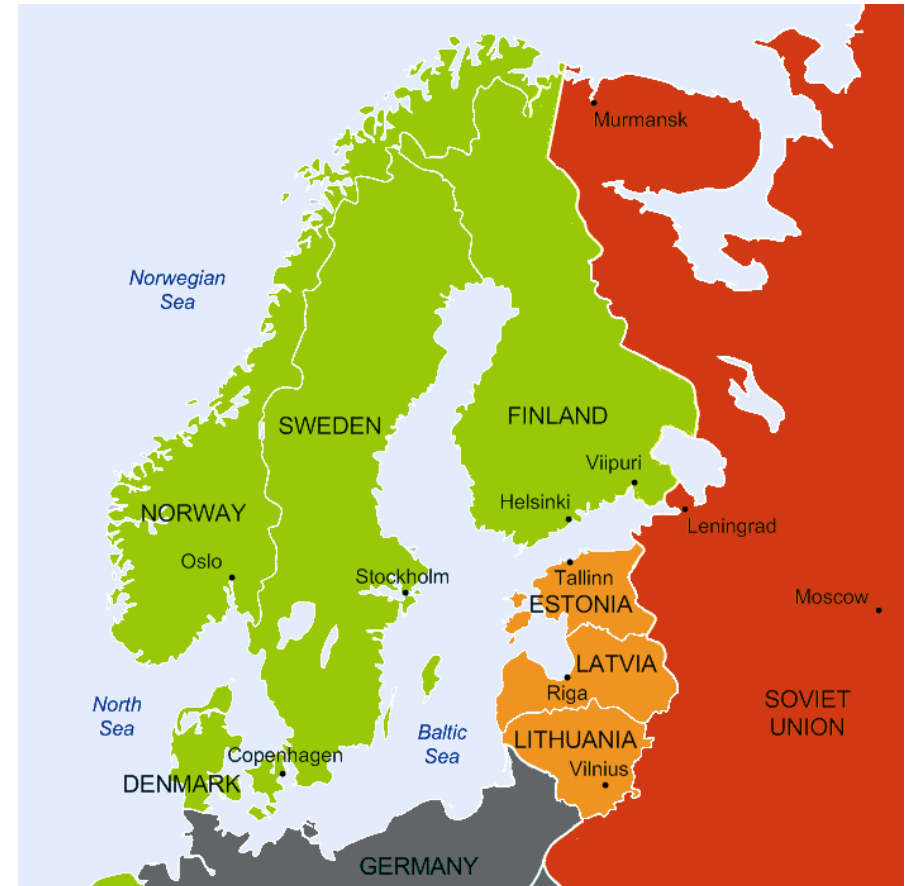 Murmansk
Norwegian
Sea
SWEDEN
FINLAND
Viipuri
Helsinki
NORWAY
Leningrad
Oslo
Stockholm
Tallinn
ESTONIA
Moscow
LATVIA
Riga
North
Sea
SOVIET
UNION
Baltic
Sea
LITHUANIA
Copenhagen
Vilnius
DENMARK
GERMANY